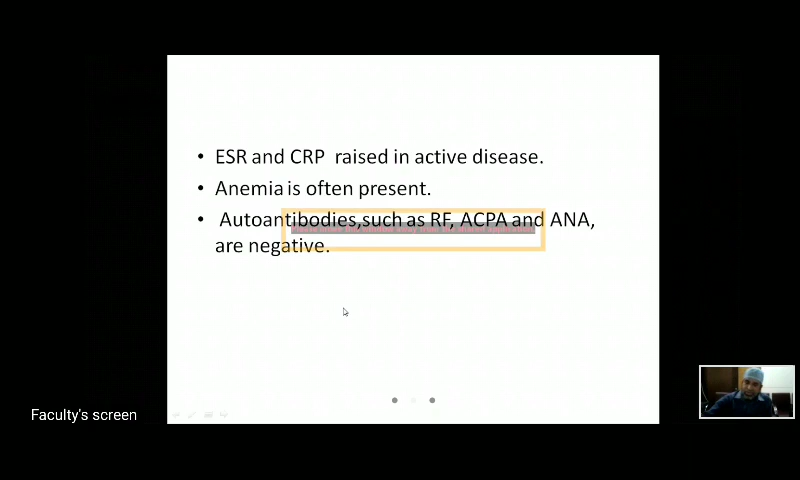 • ESR and CRP raised in active disease.
• Anemia is often present.
• Autoantibodies,such as RF, ACPA and ANA,
are negative.
Faculty's screen